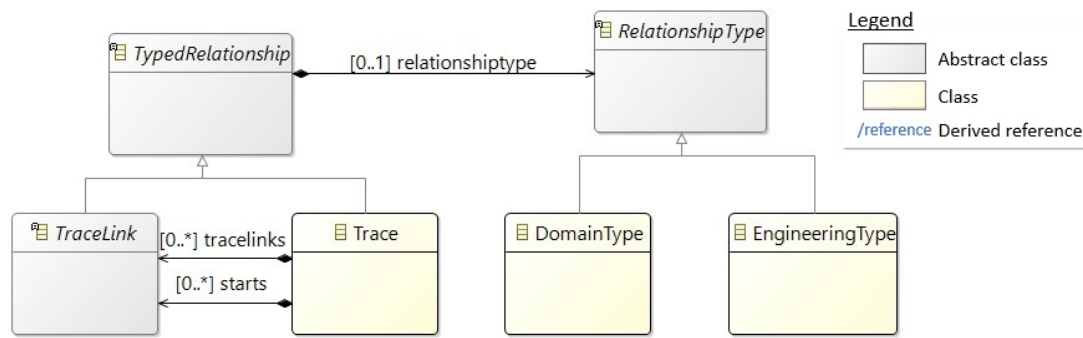 Legend
TypedRelationship
RelationshipType
[0..1] relationshiptype
Abstract class
Class
/reference Derived reference
TraceLink
Trace
DomainType
EngineeringType
[0..*] tracelinks
[0..*] starts